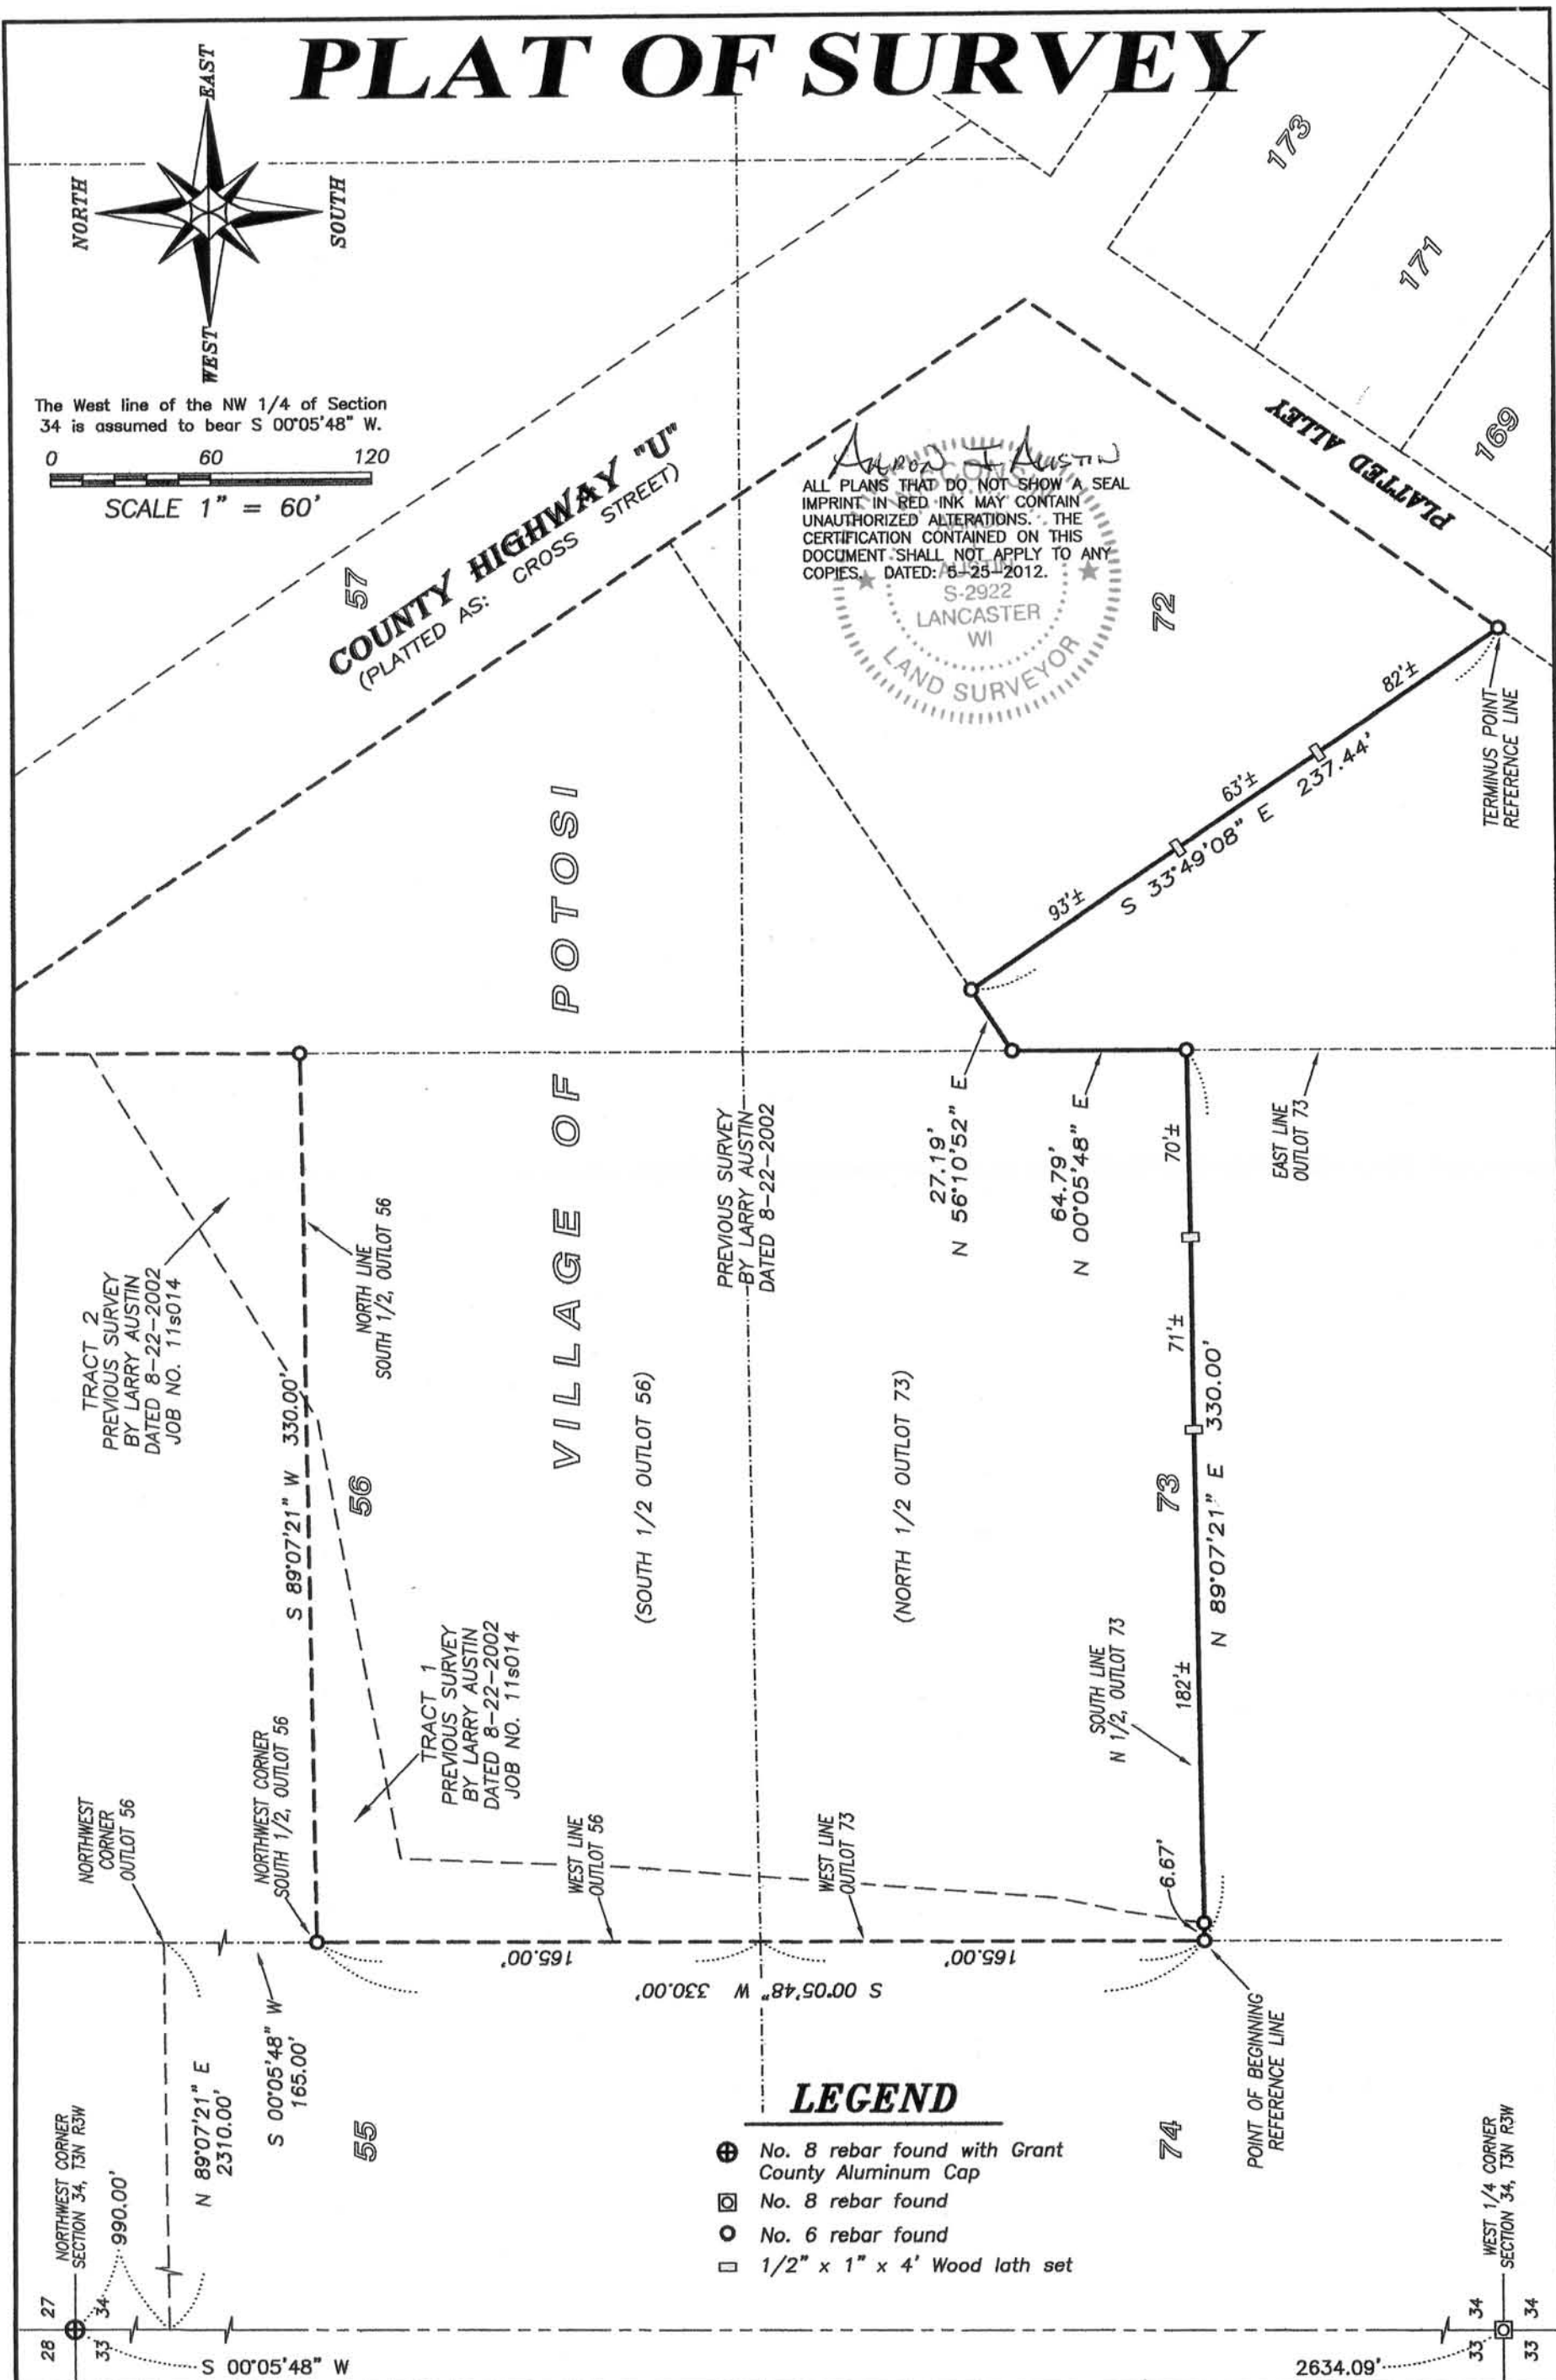 PLAT OF SURVEY
EAST
NORTH
SOUTH
WEST
The West line of the NW 1/4 of Section
34 is assumed to bear S 00°05'48" W.
0 60 120
SCALE 1" = 60'
173
171
169
PLATTED ALLEY
COUNTY HIGHWAY "U"
(PLATTED AS: CROSS STREET)
57
AARON J AUSTIN
ALL PLANS THAT DO NOT SHOW A SEAL
IMPRINT IN RED INK MAY CONTAIN
UNAUTHORIZED ALTERATIONS. THE
CERTIFICATION CONTAINED ON THIS
DOCUMENT SHALL NOT APPLY TO ANY
COPIES. DATED: 5-25-2012.
WISCONSIN
AUSTIN
S-2922
LANCASTER
WI
LAND SURVEYOR
72
82'±
63'±
93'±
S 33°49'08" E 237.44'
TERMINUS POINT
REFERENCE LINE
VILLAGE OF POTOSI
27.19'
N 56°10'52" E
64.79'
N 00°05'48" E
EAST LINE
OUTLOT 73
PREVIOUS SURVEY
BY LARRY AUSTIN
DATED 8-22-2002
TRACT 2
PREVIOUS SURVEY
BY LARRY AUSTIN
DATED 8-22-2002
JOB NO. 11s014
NORTH LINE
SOUTH 1/2, OUTLOT 56
S 89°07'21" W 330.00'
56
(SOUTH 1/2 OUTLOT 56)
(NORTH 1/2 OUTLOT 73)
73
70'±
71'±
182'±
N 89°07'21" E 330.00'
SOUTH LINE
N 1/2, OUTLOT 73
6.67'
TRACT 1
PREVIOUS SURVEY
BY LARRY AUSTIN
DATED 8-22-2002
JOB NO. 11s014
NORTHWEST
CORNER
OUTLOT 56
NORTHWEST CORNER
SOUTH 1/2, OUTLOT 56
WEST LINE
OUTLOT 56
WEST LINE
OUTLOT 73
165.00'
165.00'
S 00°05'48" W 330.00'
S 00°05'48" W
165.00'
N 89°07'21" E
2310.00'
55
74
POINT OF BEGINNING
REFERENCE LINE
LEGEND
No. 8 rebar found with Grant
County Aluminum Cap
No. 8 rebar found
No. 6 rebar found
1/2" x 1" x 4' Wood lath set
NORTHWEST CORNER
SECTION 34, T3N R3W
990.00'
28 27
33 34
S 00°05'48" W
2634.09'
WEST 1/4 CORNER
SECTION 34, T3N R3W
33 34
33 34